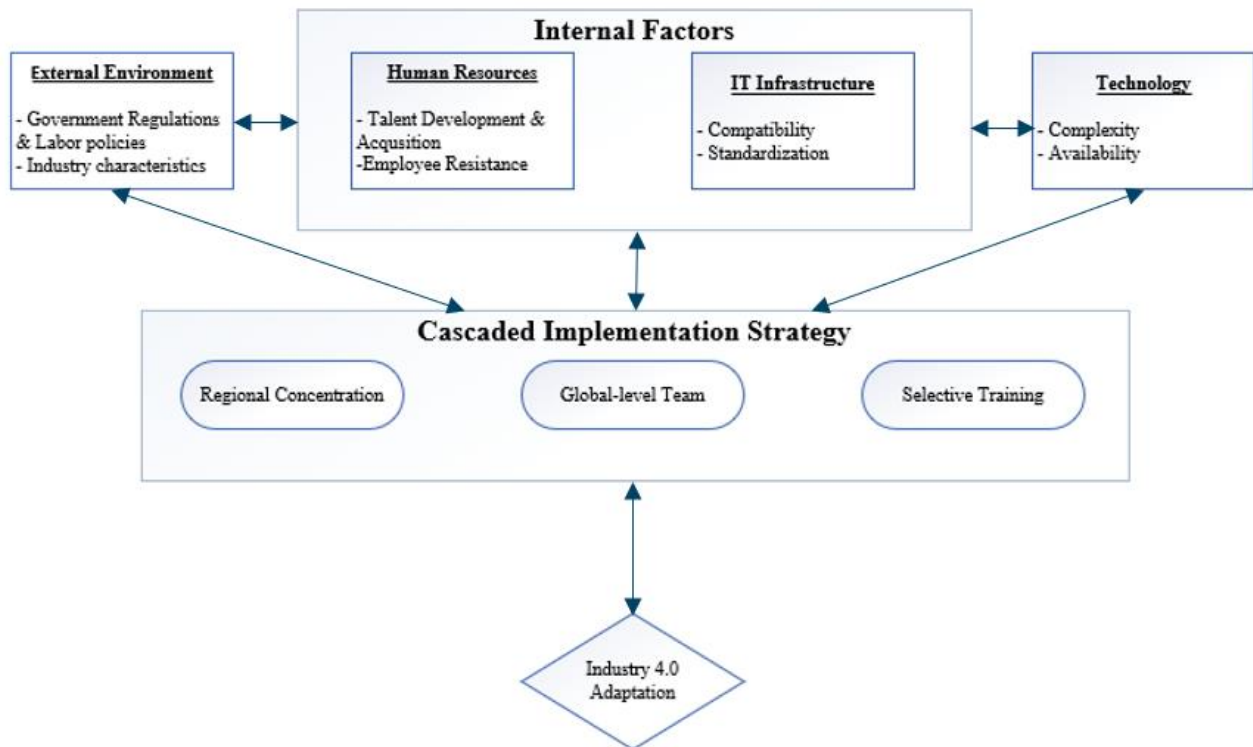 Internal Factors
External Environment
- Government Regulations
& Labor policies
- Industry characteristics
Human Resources
- Talent Development &
Acqusition
-Employee Resistance
IT Infrastructure
- Compatibility
- Standardization
Technology
- Complexity
- Availability
Cascaded Implementation Strategy
Regional Concentration
Global-level Team
Selective Training
Industry 4.0
Adaptation